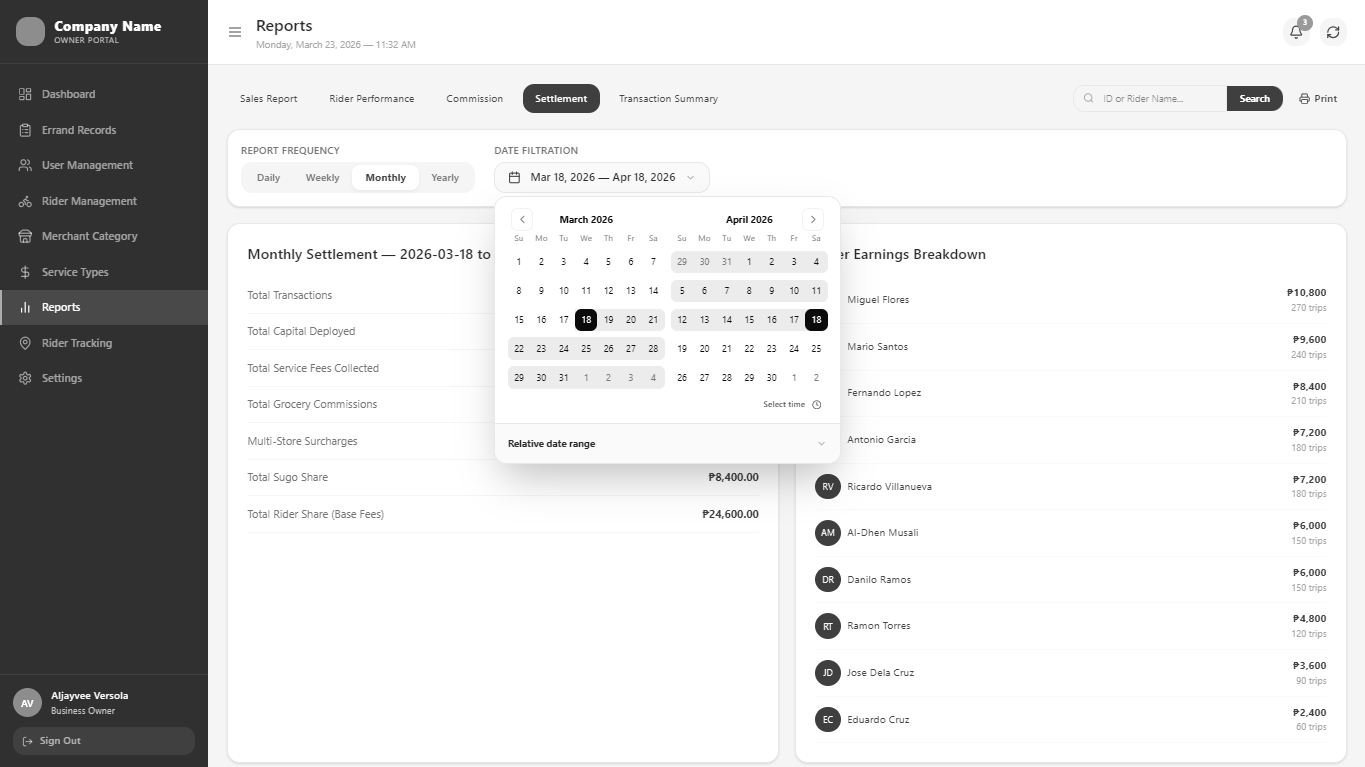 Company Name
OWNER PORTAL
Dashboard
Errand Records
User Management
Rider Management
Merchant Category
Service Types
Reports
Rider Tracking
Settings
AV
Aljayvee Versola
Business Owner
Sign Out
Reports
Monday, March 23, 2026 — 11:32 AM
3
Sales Report Rider Performance Commission Settlement Transaction Summary
ID or Rider Name... Search Print
REPORT FREQUENCY
Daily Weekly Monthly Yearly
DATE FILTRATION
Mar 18, 2026 — Apr 18, 2026
March 2026
Su Mo Tu We Th Fr Sa
1 2 3 4 5 6 7
8 9 10 11 12 13 14
15 16 17 18 19 20 21
22 23 24 25 26 27 28
29 30 31 1 2 3 4
April 2026
Su Mo Tu We Th Fr Sa
29 30 31 1 2 3 4
5 6 7 8 9 10 11
12 13 14 15 16 17 18
19 20 21 22 23 24 25
26 27 28 29 30 1 2
Select time
Relative date range
Monthly Settlement — 2026-03-18 to
Total Transactions
Total Capital Deployed
Total Service Fees Collected
Total Grocery Commissions
Multi-Store Surcharges
Total Sugo Share ₱8,400.00
Total Rider Share (Base Fees) ₱24,600.00
Earnings Breakdown
Miguel Flores ₱10,800
270 trips
Mario Santos ₱9,600
240 trips
Fernando Lopez ₱8,400
210 trips
Antonio Garcia ₱7,200
180 trips
RV Ricardo Villanueva ₱7,200
180 trips
AM Al-Dhen Musali ₱6,000
150 trips
DR Danilo Ramos ₱6,000
150 trips
RT Ramon Torres ₱4,800
120 trips
JD Jose Dela Cruz ₱3,600
90 trips
EC Eduardo Cruz ₱2,400
60 trips